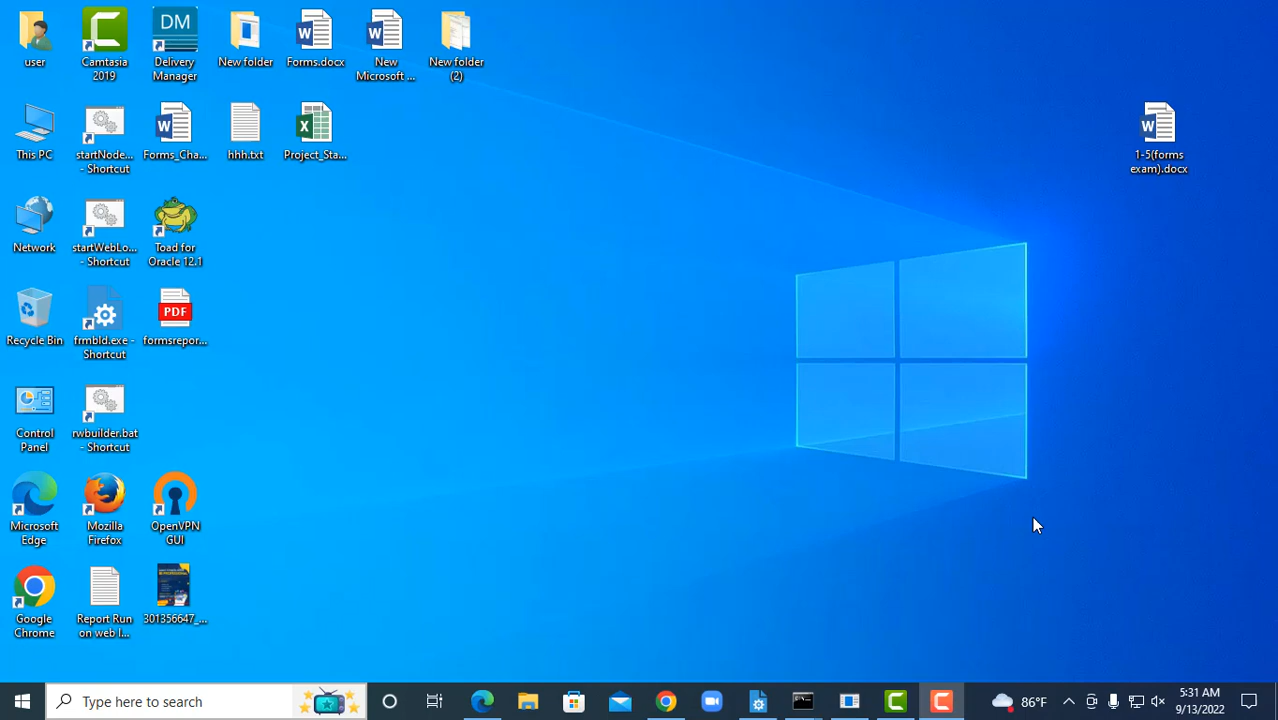 DM
user
Camtasia
2019
Delivery
Manager
New folder
Forms.docx
New
Microsoft ...
New folder
(2)
This PC
startNode...
- Shortcut
Forms_Cha...
hhh.txt
Project_Sta...
1-5(forms
exam).docx
Network
startWebLo...
- Shortcut
Toad for
Oracle 12.1
PDF
Recycle Bin
frmbld.exe -
Shortcut
formsrepor...
Control
Panel
rwbuilder.bat
- Shortcut
Microsoft
Edge
Mozilla
Firefox
OpenVPN
GUI
Google
Chrome
Report Run
on web l...
301356647_...
Type here to search
86°F
5:31 AM
9/13/2022